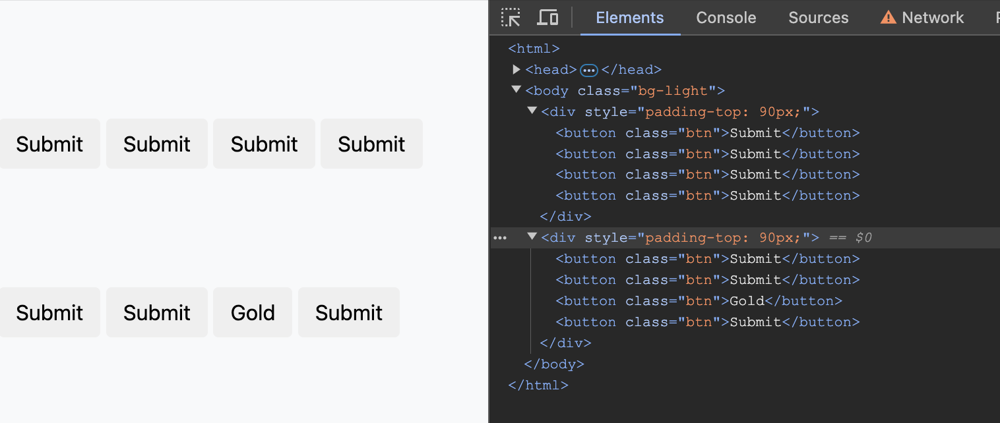 Submit Submit Submit Submit
Submit Submit Gold Submit
Elements Console Sources Network
<html>
<head>…</head>
<body class="bg-light">
<div style="padding-top: 90px;">
<button class="btn">Submit</button>
<button class="btn">Submit</button>
<button class="btn">Submit</button>
<button class="btn">Submit</button>
</div>
… <div style="padding-top: 90px;"> == $0
<button class="btn">Submit</button>
<button class="btn">Submit</button>
<button class="btn">Gold</button>
<button class="btn">Submit</button>
</div>
</body>
</html>